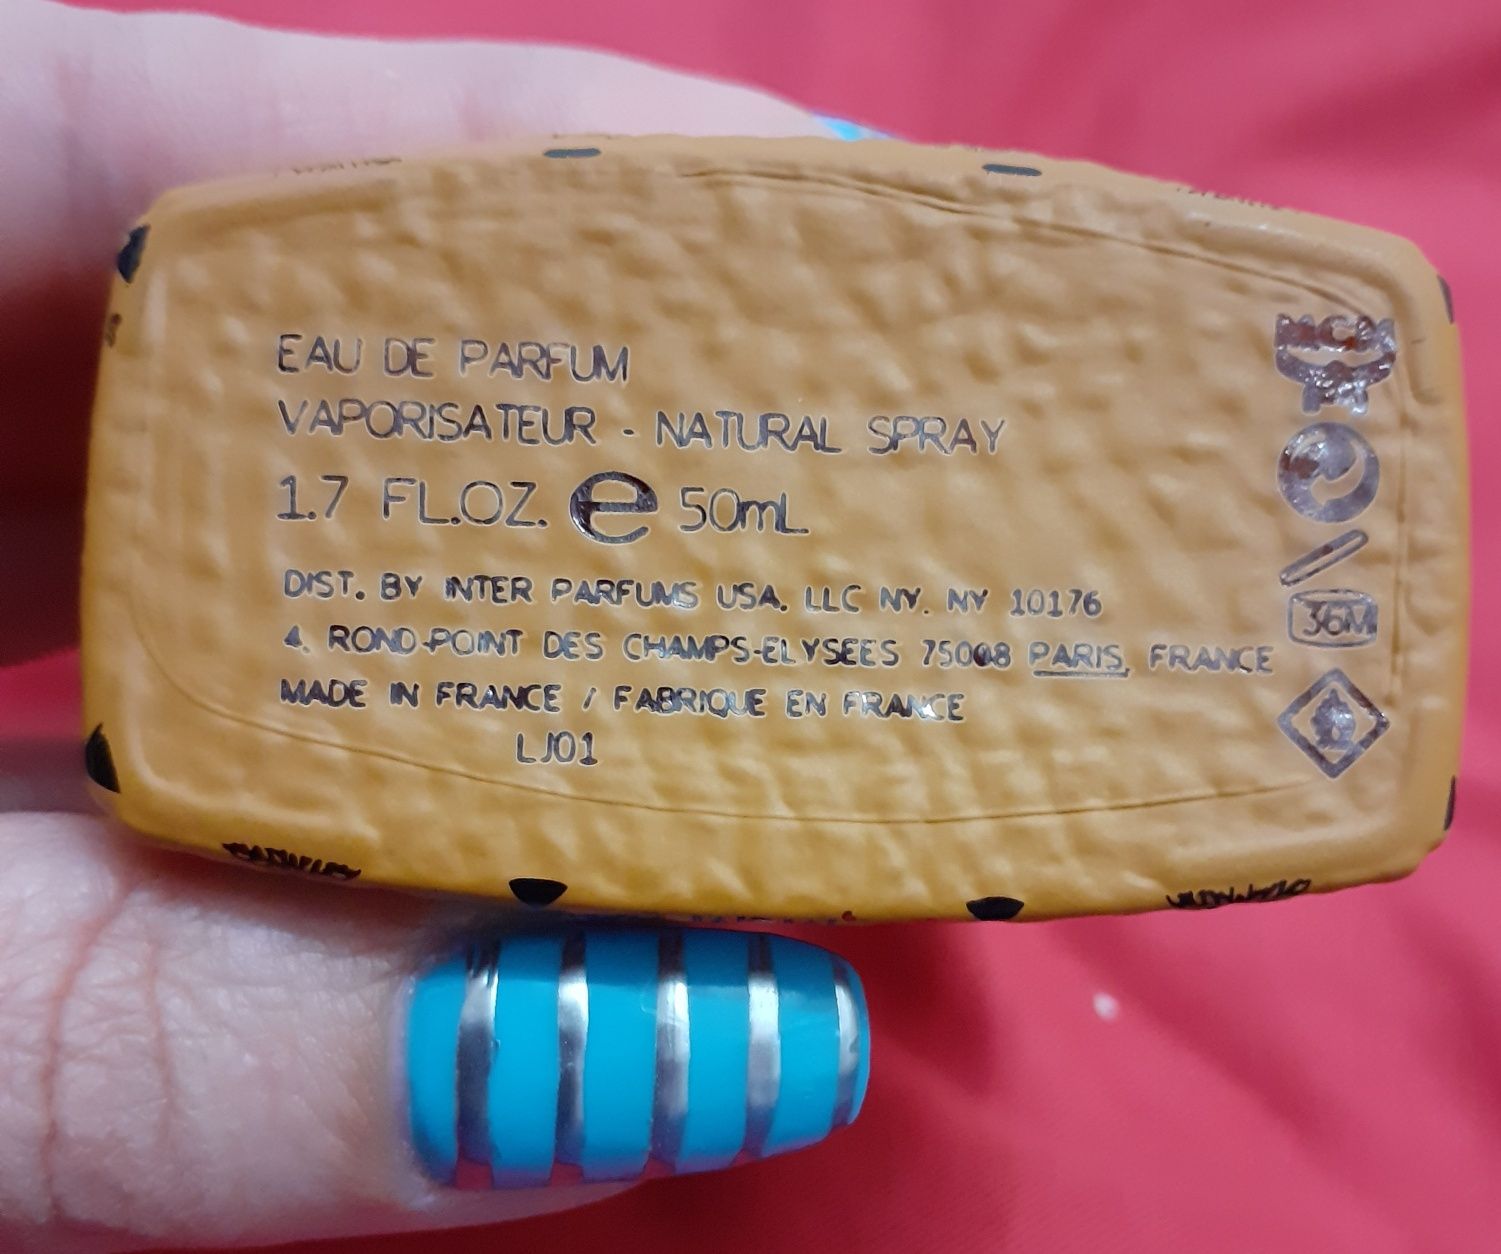 EAU DE PARFUM
VAPORISATEUR - NATURAL SPRAY
1.7 FL.OZ. e 50mL
DIST. BY INTER PARFUMS USA, LLC NY, NY 10176
4, ROND-POINT DES CHAMPS-ELYSEES 75008 PARIS, FRANCE
MADE IN FRANCE / FABRIQUE EN FRANCE
LJ01
MCM
36M